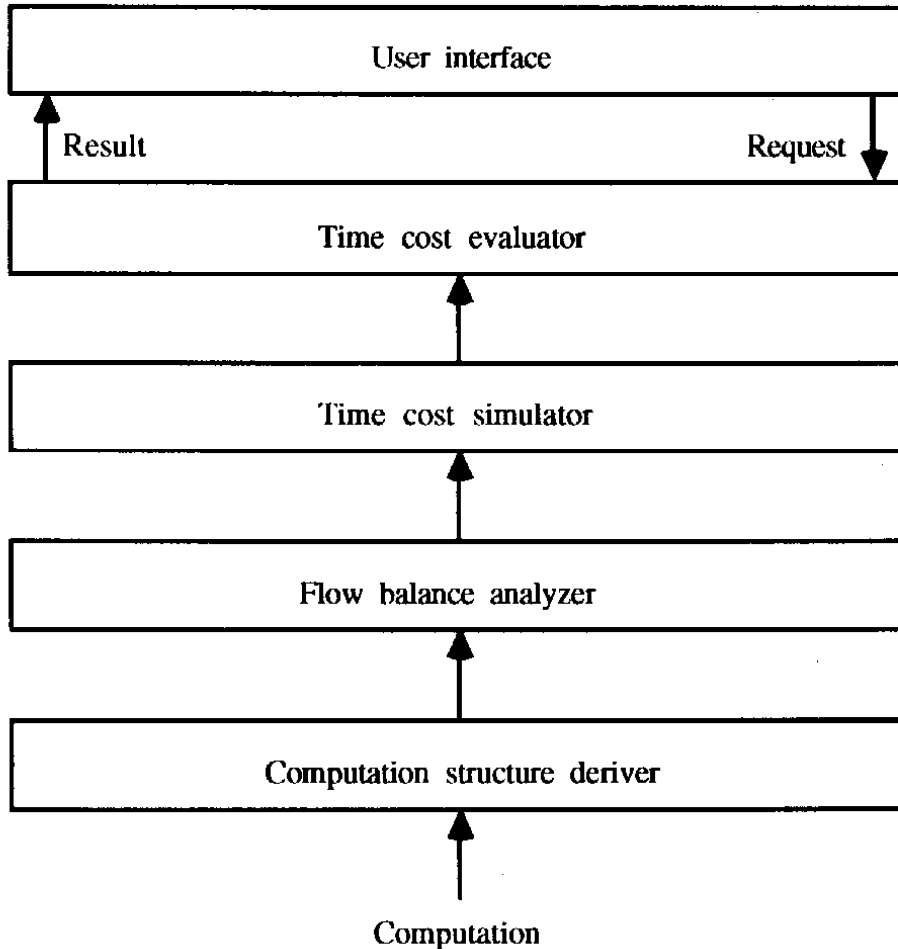 User interface
Result
Request
Time cost evaluator
Time cost simulator
Flow balance analyzer
Computation structure deriver
Computation